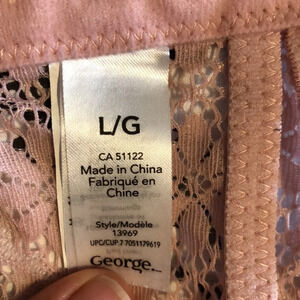 L/G
CA 51122
Made in China
Fabriqué en
Chine
Style/Modèle
13969
UPC/CUP 7 7051179619
George